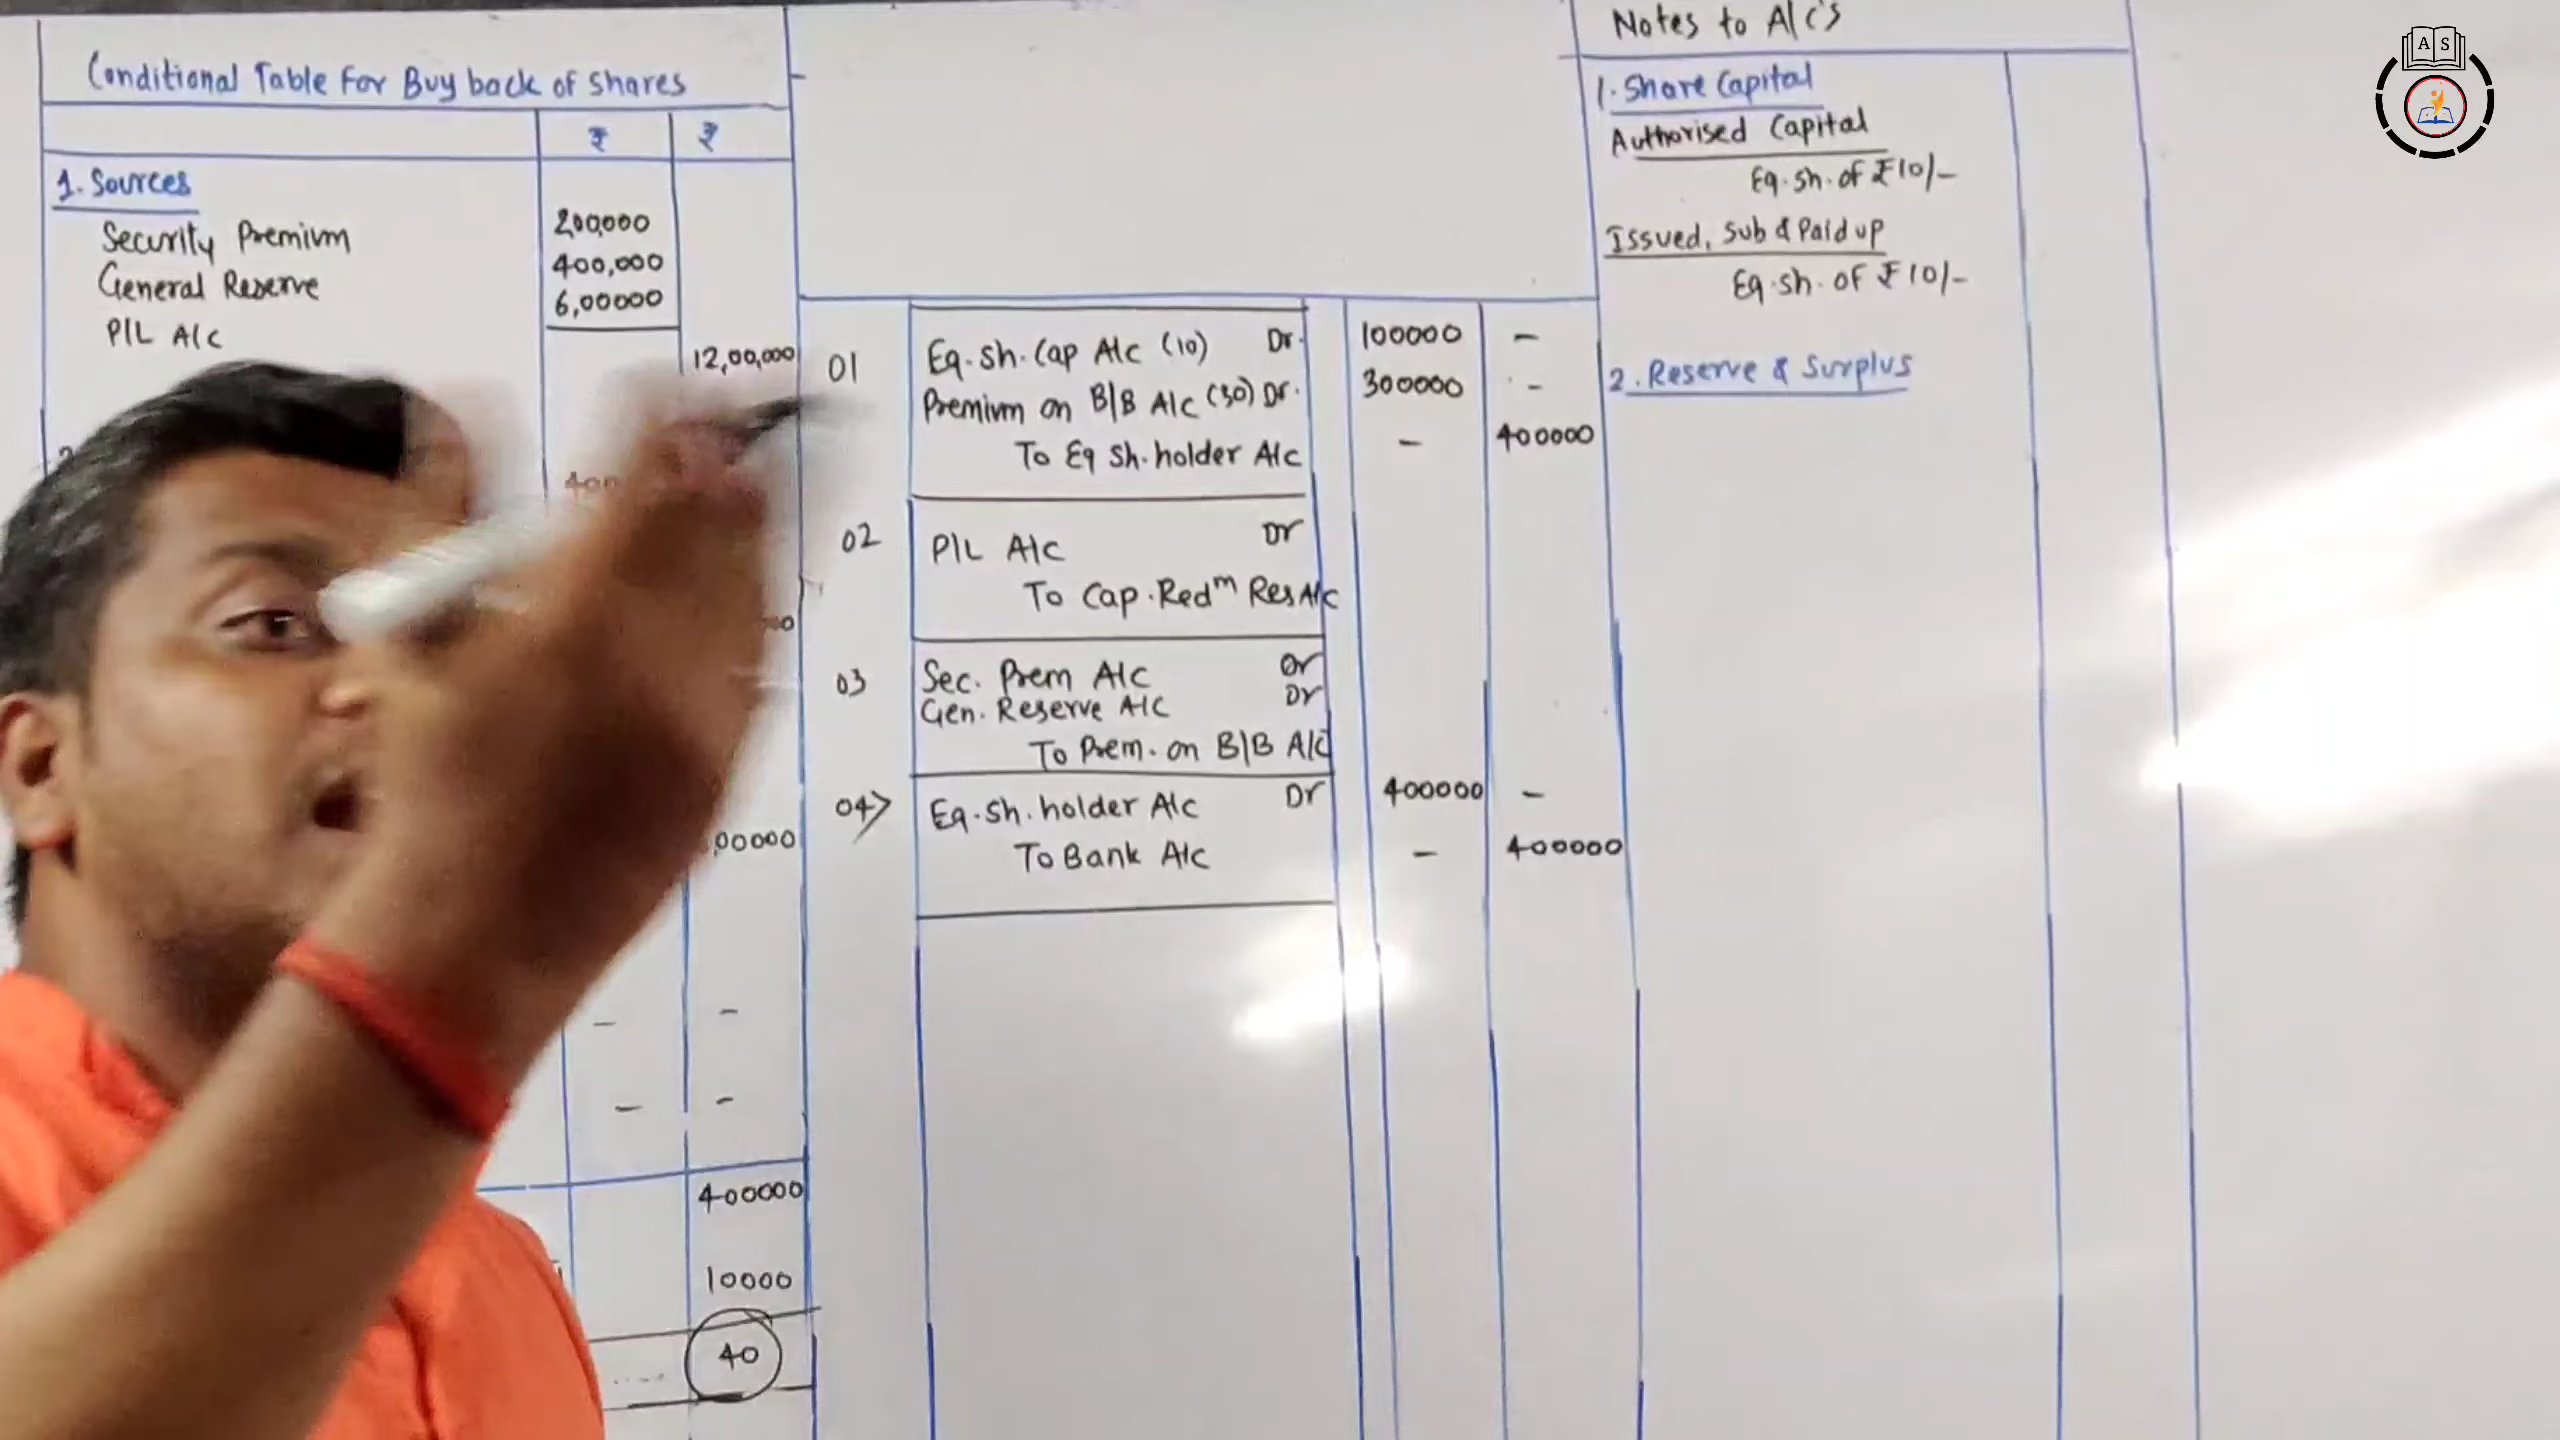 Conditional Table For Buy back of shares
₹ ₹
1. Sources
Security Premium 200,000
General Reserve 400,000
P/L A/c 6,00000
12,00,000
00000
- -
- -
400000
10000
40
01 Eq. sh. Cap A/c (10) Dr. 100000 -
Premium on B/B A/c (30) Dr. 300000 -
To Eq Sh. holder A/c - 400000
02 P/L A/c Dr
To Cap. Redm Res A/c
03 Sec. Prem A/c Dr
Gen. Reserve A/c Dr
To Prem. on B/B A/c
04> Eq. Sh. holder A/c Dr 400000 -
To Bank A/c - 400000
Notes to A/c's
1. Share Capital
Authorised Capital
Eq. sh. of ₹10/-
Issued, Sub & Paid up
Eq. sh. of ₹10/-
2. Reserve & Surplus
A S